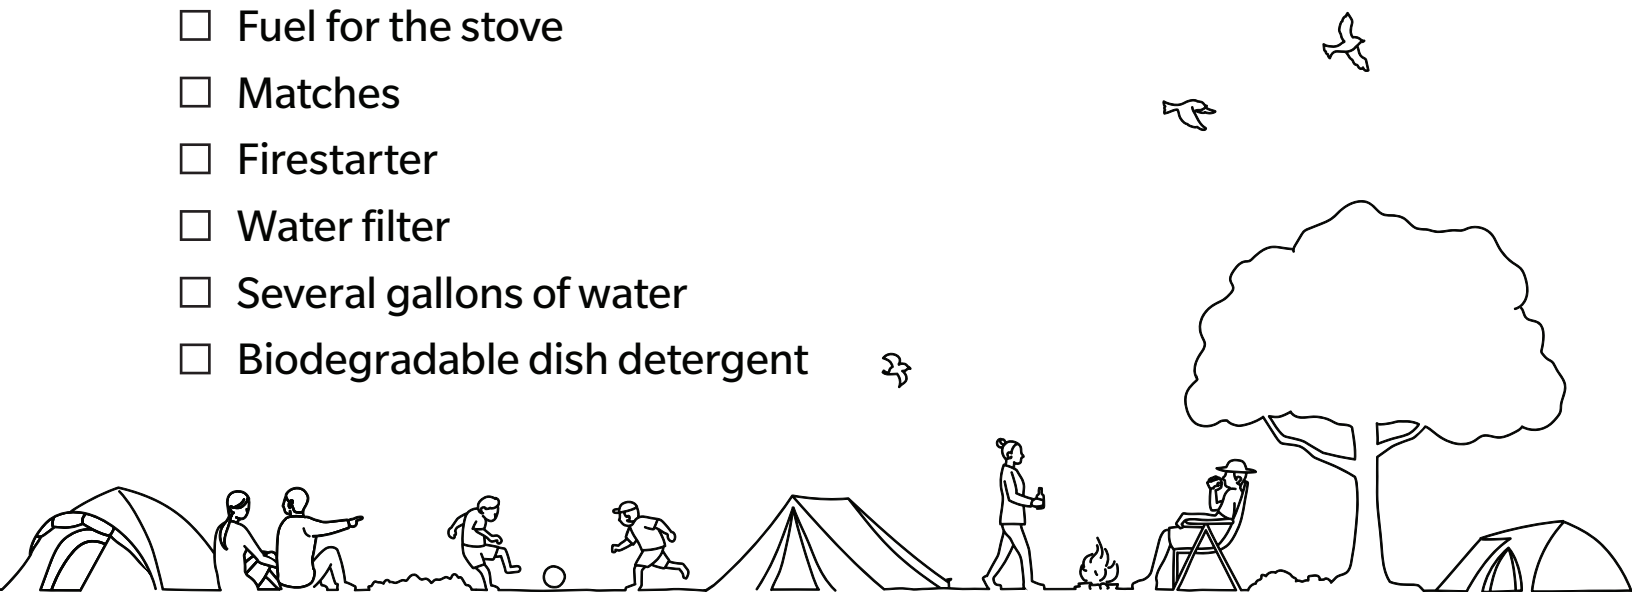 Fuel for the stove
Matches
Firestarter
Water filter
Several gallons of water
Biodegradable dish detergent